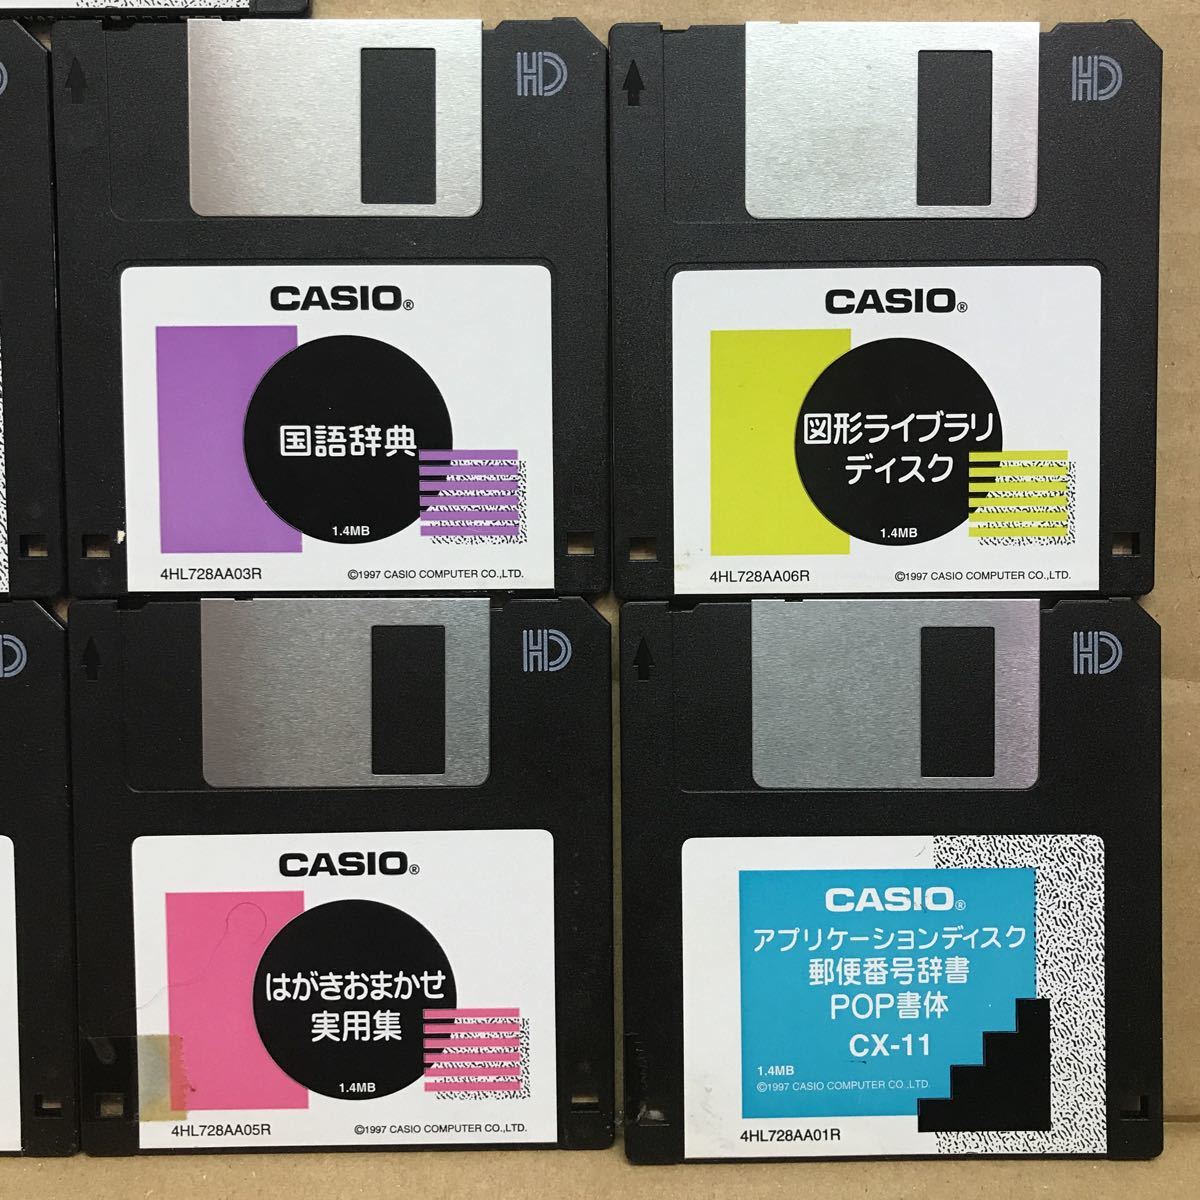 HD
CASIO®
国語辞典
1.4MB
4HL728AA03R
©1997 CASIO COMPUTER CO.,LTD.
HD
CASIO®
図形ライブラリ
ディスク
1.4MB
4HL728AA06R
©1997 CASIO COMPUTER CO.,LTD.
HD
CASIO®
はがきおまかせ
実用集
1.4MB
4HL728AA05R
©1997 CASIO COMPUTER CO.,LTD.
HD
CASIO®
アプリケーションディスク
郵便番号辞書
POP書体
CX-11
1.4MB
©1997 CASIO COMPUTER CO.,LTD.
4HL728AA01R